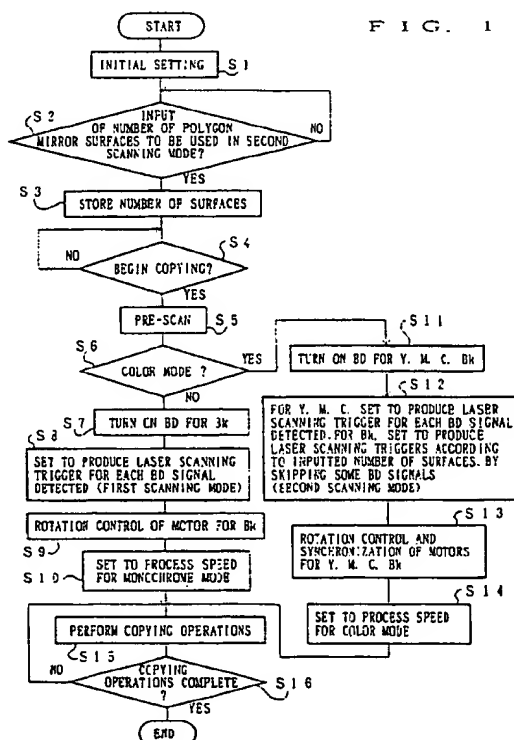 F I G. 1
START
INITIAL SETTING
S 1
S 2
INPUT
OF NUMBER OF POLYGON
MIRROR SURFACES TO BE USED IN SECOND
SCANNING MODE?
NO
YES
S 3
STORE NUMBER OF SURFACES
S 4
NO
BEGIN COPYING?
YES
PRE-SCAN
S 5
S 6
COLOR MODE ?
YES
NO
S 7
TURN ON BD FOR Bk
S 8
SET TO PRODUCE LASER SCANNING
TRIGGER FOR EACH BD SIGNAL
DETECTED (FIRST SCANNING MODE)
ROTATION CONTROL OF MOTOR FOR Bk
S 9
S 1 0
SET TO PROCESS SPEED
FOR MONOCHROME MODE
S 1 1
TURN ON BD FOR Y. M. C. Bk
S 1 2
FOR Y. M. C. SET TO PRODUCE LASER
SCANNING TRIGGER FOR EACH BD SIGNAL
DETECTED. FOR Bk. SET TO PRODUCE
LASER SCANNING TRIGGERS ACCORDING
TO INPUTTED NUMBER OF SURFACES. BY
SKIPPING SOME BD SIGNALS
(SECOND SCANNING MODE)
S 1 3
ROTATION CONTROL AND
SYNCHRONIZATION OF MOTORS
FOR Y. M. C. Bk
S 1 4
SET TO PROCESS SPEED
FOR COLOR MODE
PERFORM COPYING OPERATIONS
S 1 5
NO
COPYING
OPERATIONS COMPLETE
?
S 1 6
YES
END